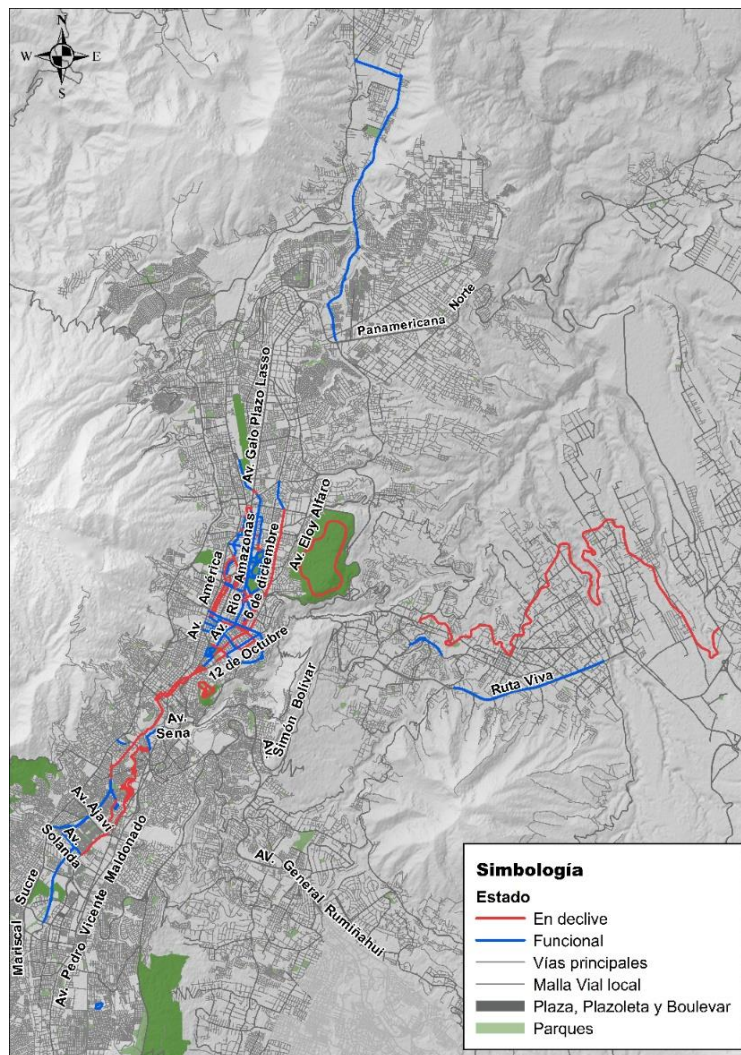 N
W E
S
Panamericana Norte
Av. Galo Plazo Lasso
Av. Eloy Alfaro
Av. América
Av. Río Amazonas
6 de diciembre
12 de Octubre
Av. Simón Bolívar
Ruta Viva
Av.
Sena
Av. Ajaví
Av.
Solanda
Mariscal Sucre
Av. Pedro Vicente Maldonado
AV. General Rumiñahui
Simbología
Estado
En declive
Funcional
Vías principales
Malla Vial local
Plaza, Plazoleta y Boulevar
Parques